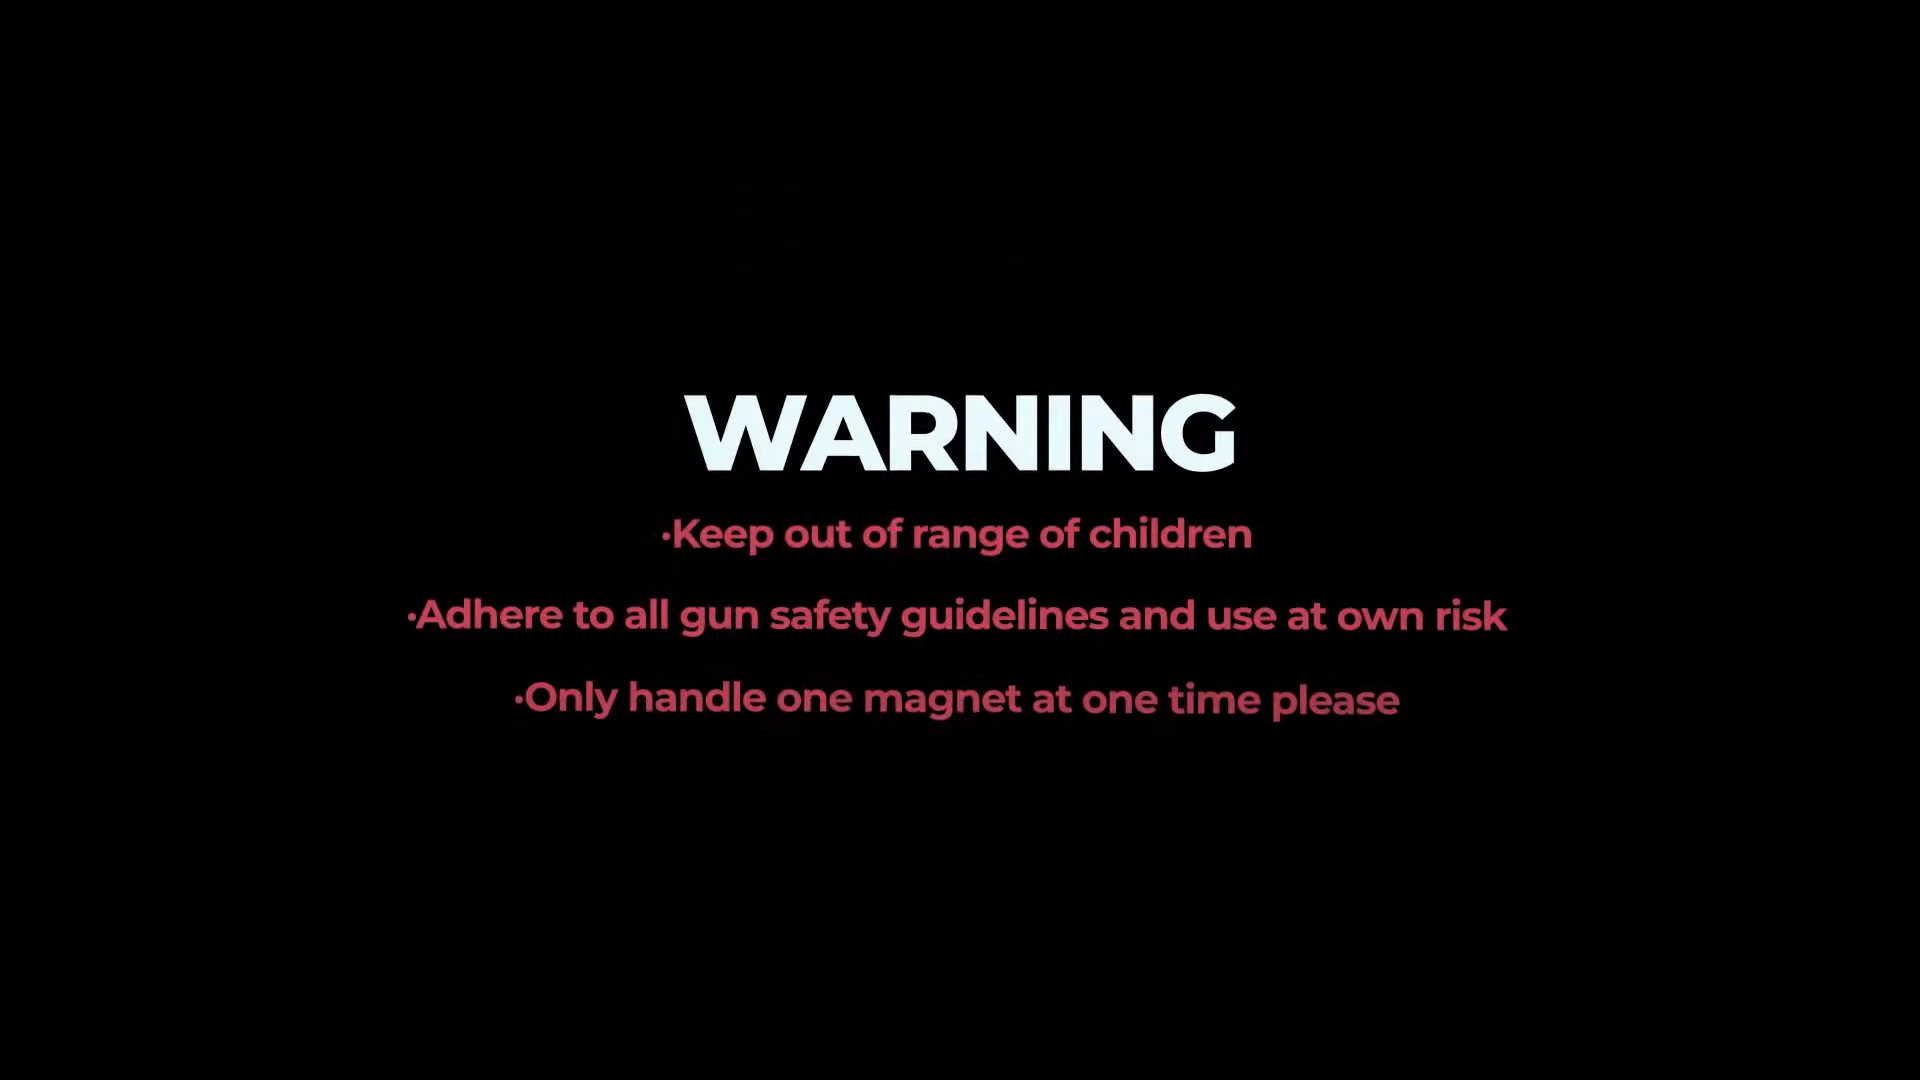 WARNING
•Keep out of range of children
•Adhere to all gun safety guidelines and use at own risk
•Only handle one magnet at one time please